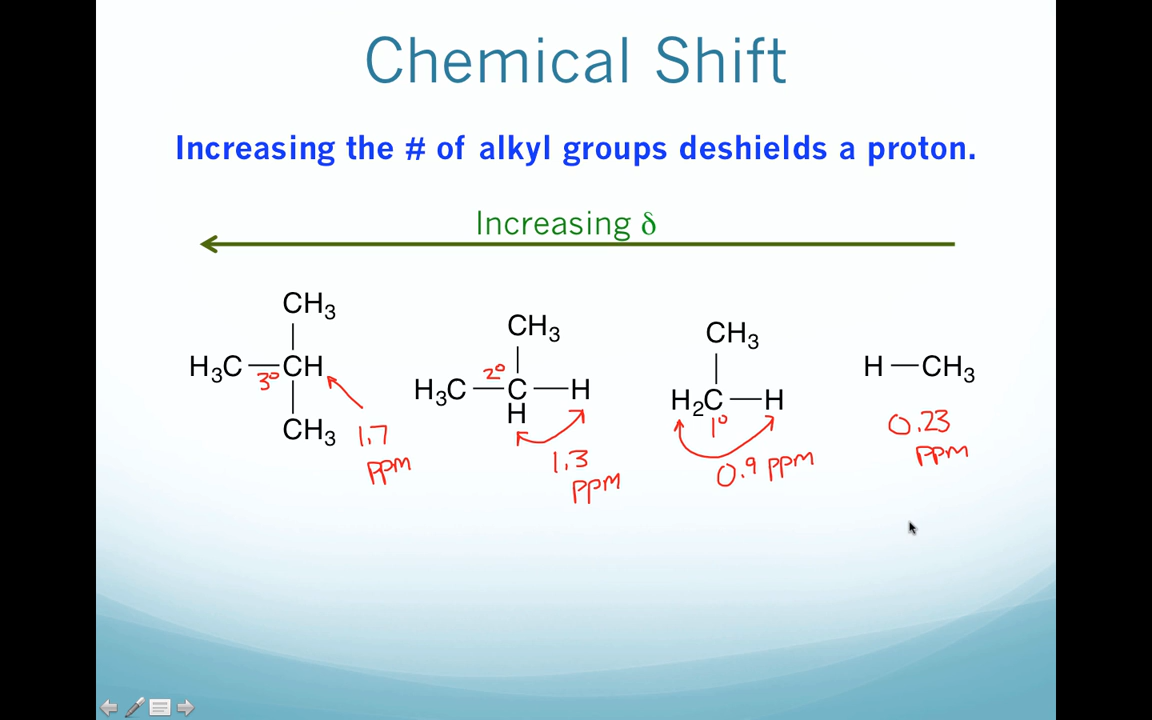 Chemical Shift
Increasing the # of alkyl groups deshields a proton.
Increasing δ
CH₃
H₃C—CH
3°
CH₃
1.7
ppm
CH₃
2°
H₃C—C—H
H
1.3
ppm
CH₃
H₂C—H
1°
0.9 ppm
H—CH₃
0.23
ppm